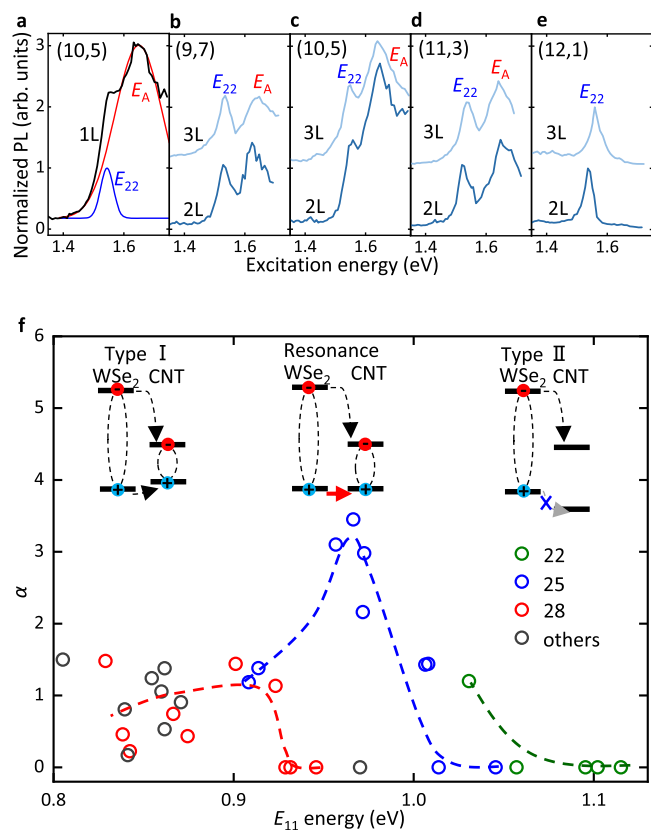 a b c d e
(10,5) (9,7) (10,5) (11,3) (12,1)
Normalized PL (arb. units)
3
2
1
0
1L E_A E_22
E_22 E_A 3L 2L
E_22 E_A 3L 2L
E_22 E_A 3L 2L
E_22 3L 2L
1.4 1.6 1.4 1.6 1.4 1.6 1.4 1.6 1.4 1.6
Excitation energy (eV)
f
Type Ⅰ Resonance Type Ⅱ
WSe₂ CNT WSe₂ CNT WSe₂ CNT
+ + + + +
X
22
25
28
others
α
6
5
4
3
2
1
0
0.8 0.9 1.0 1.1
E₁₁ energy (eV)